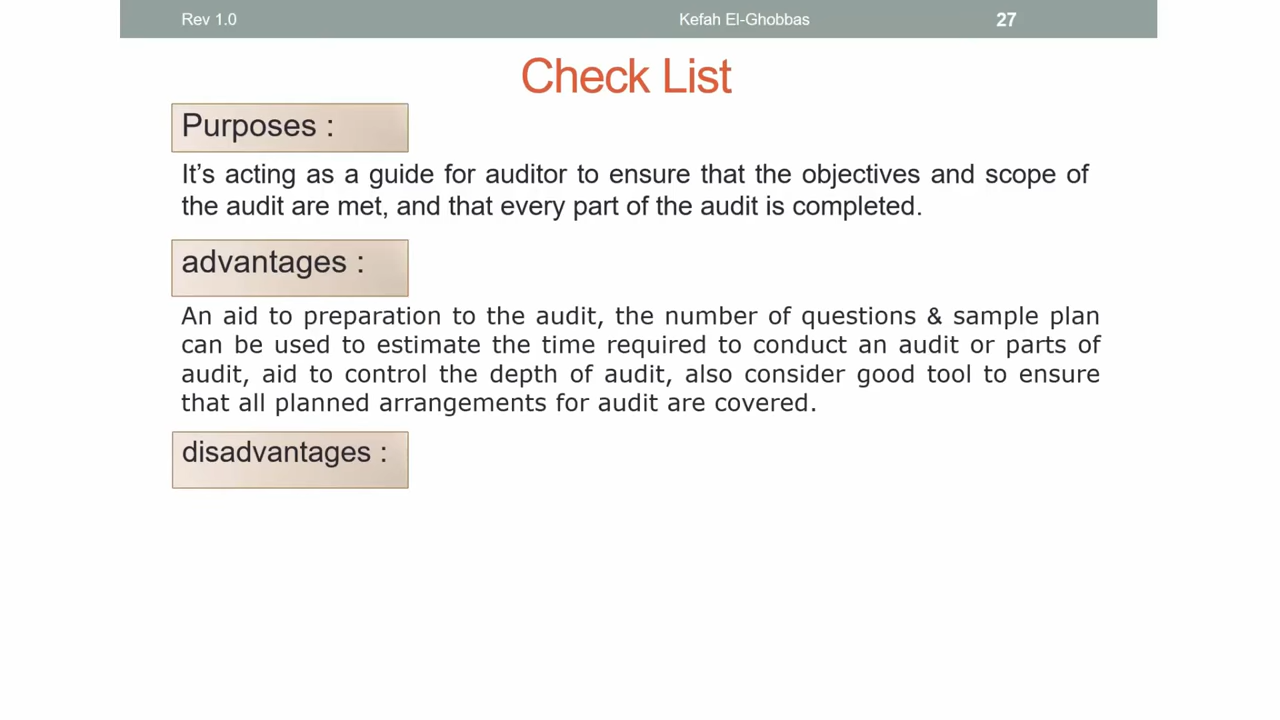 Rev 1.0 Kefah El-Ghobbas 27
Check List
Purposes :
It’s acting as a guide for auditor to ensure that the objectives and scope of
the audit are met, and that every part of the audit is completed.
advantages :
An aid to preparation to the audit, the number of questions & sample plan
can be used to estimate the time required to conduct an audit or parts of
audit, aid to control the depth of audit, also consider good tool to ensure
that all planned arrangements for audit are covered.
disadvantages :